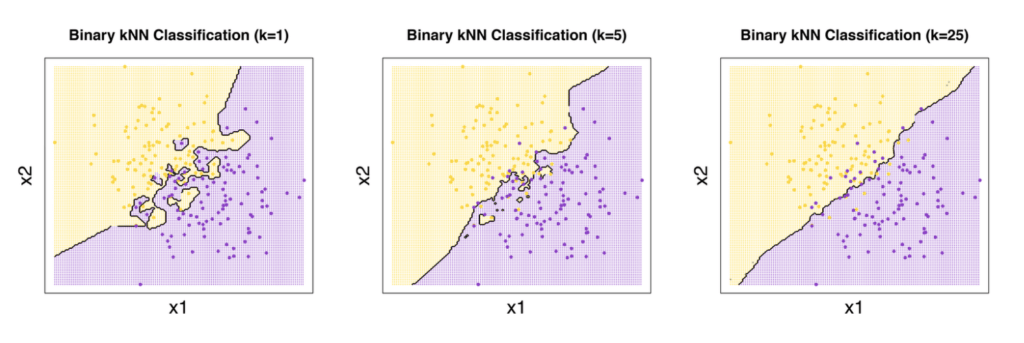 Binary kNN Classification (k=1)
x2
x1
Binary kNN Classification (k=5)
x2
x1
Binary kNN Classification (k=25)
x2
x1